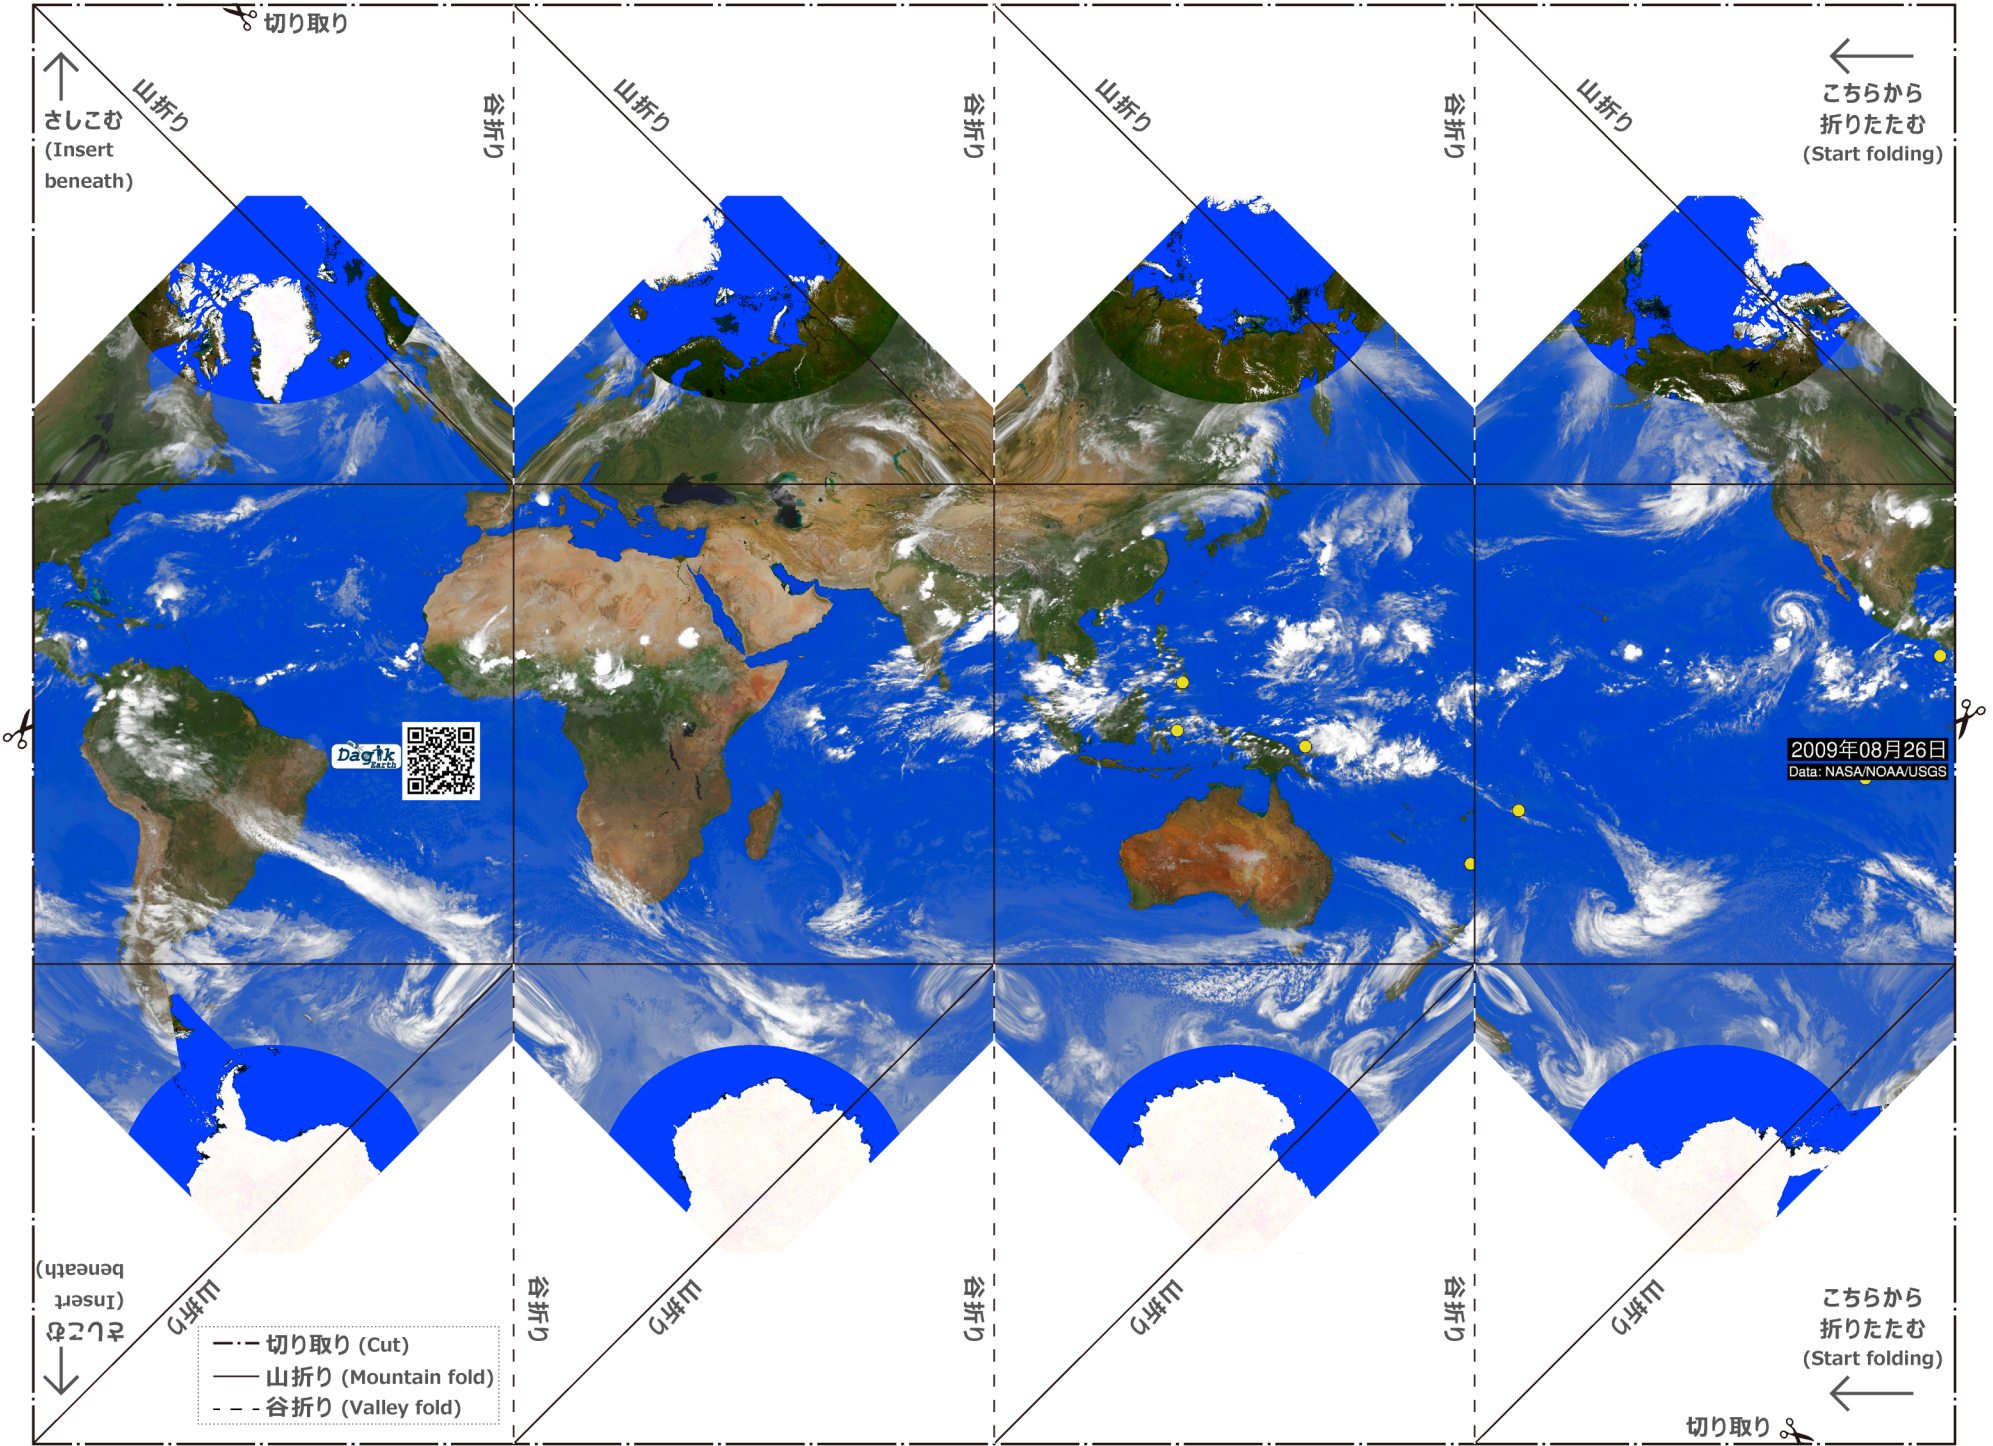 切り取り
さしこむ
(Insert
beneath)
山折り
谷折り
山折り
谷折り
山折り
谷折り
山折り
こちらから
折りたたむ
(Start folding)
Dagik
Earth
2009年08月26日
Data: NASA/NOAA/USGS
さしこむ
(Insert
beneath)
山折り
谷折り
山折り
谷折り
山折り
谷折り
山折り
こちらから
折りたたむ
(Start folding)
切り取り (Cut)
山折り (Mountain fold)
谷折り (Valley fold)
切り取り